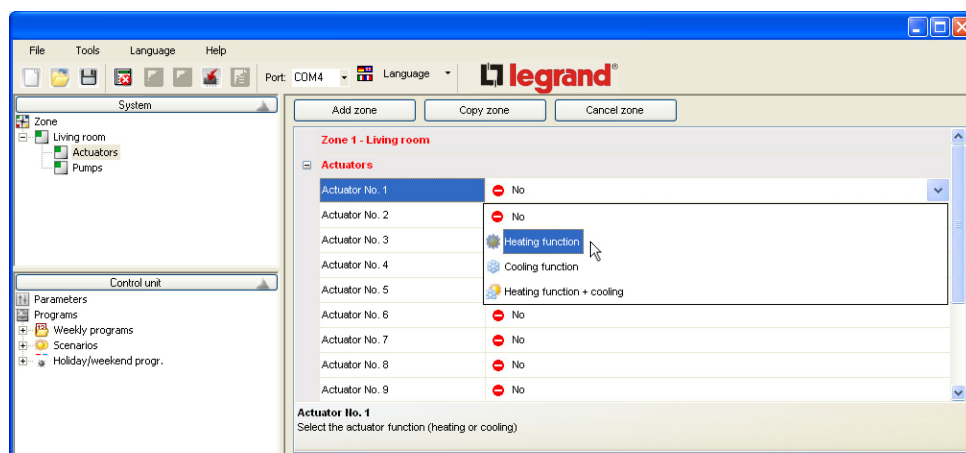 File Tools Language Help
Port: COM4 Language legrand®
System
Zone
Living room
Actuators
Pumps
Control unit
Parameters
Programs
Weekly programs
Scenarios
Holiday/weekend progr.
Add zone Copy zone Cancel zone
Zone 1 - Living room
Actuators
Actuator No. 1 No
Actuator No. 2 No
Actuator No. 3 Heating function
Actuator No. 4 Cooling function
Actuator No. 5 Heating function + cooling
Actuator No. 6 No
Actuator No. 7 No
Actuator No. 8 No
Actuator No. 9 No
Actuator No. 1
Select the actuator function (heating or cooling)